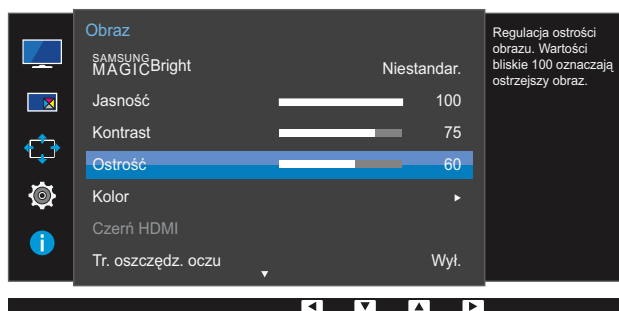 Obraz
SAMSUNG
MAGICBright Niestandar.
Jasność 100
Kontrast 75
Ostrość 60
Kolor
Czerń HDMI
Tr. oszczędz. oczu Wył.
Regulacja ostrości
obrazu. Wartości
bliskie 100 oznaczają
ostrzejszy obraz.